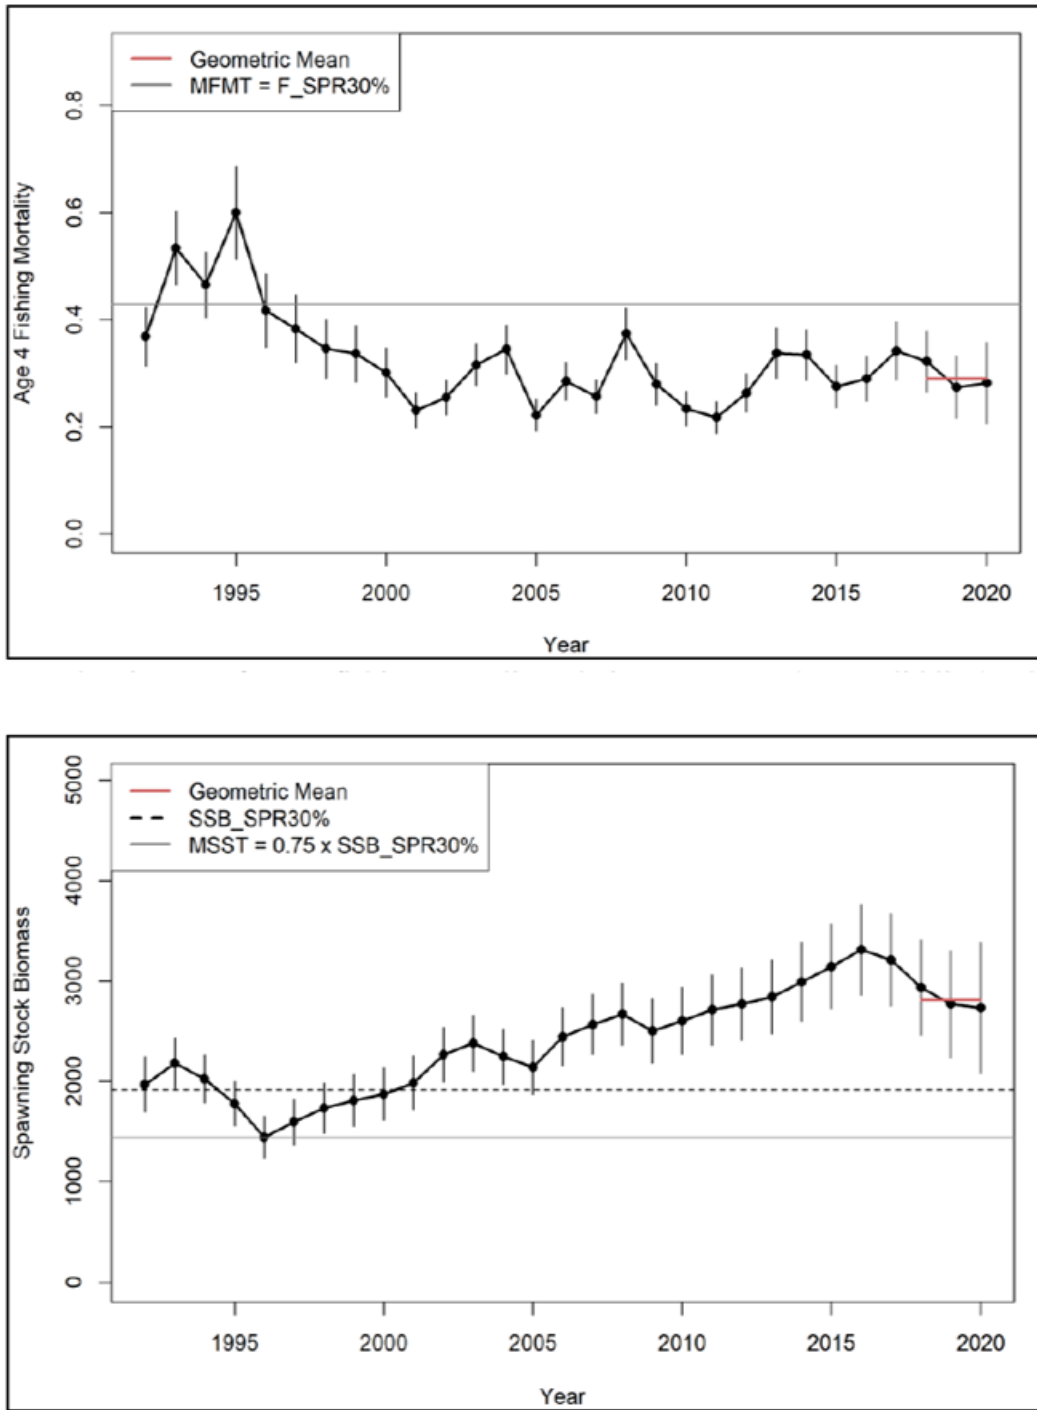 Geometric Mean
MFMT = F_SPR30%
Age 4 Fishing Mortality
0.8
0.6
0.4
0.2
0.0
1995 2000 2005 2010 2015 2020
Year
Geometric Mean
SSB_SPR30%
MSST = 0.75 x SSB_SPR30%
Spawning Stock Biomass
5000
4000
3000
2000
1000
0
1995 2000 2005 2010 2015 2020
Year